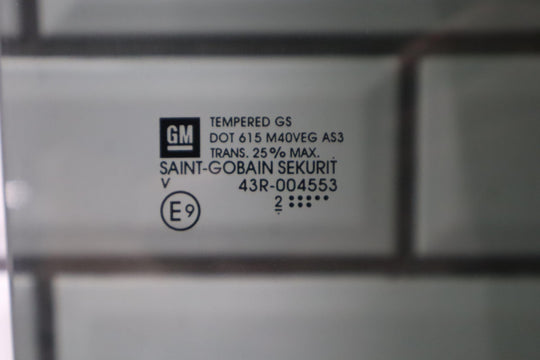 GM
TEMPERED GS
DOT 615 M40VEG AS3
TRANS. 25% MAX.
SAINT-GOBAIN SEKURIT
V 43R-004553
E9 2